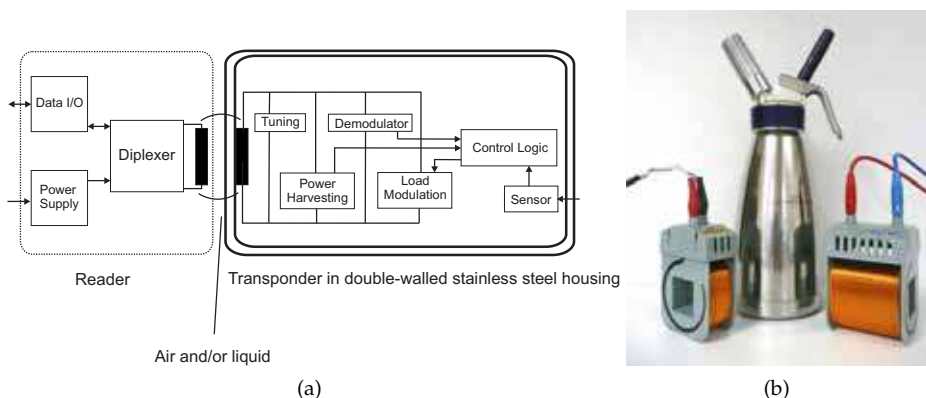 Data I/O
Diplexer
Power
Supply
Tuning
Demodulator
Control Logic
Power
Harvesting
Load
Modulation
Sensor
Reader
Transponder in double-walled stainless steel housing
Air and/or liquid
(a)
(b)